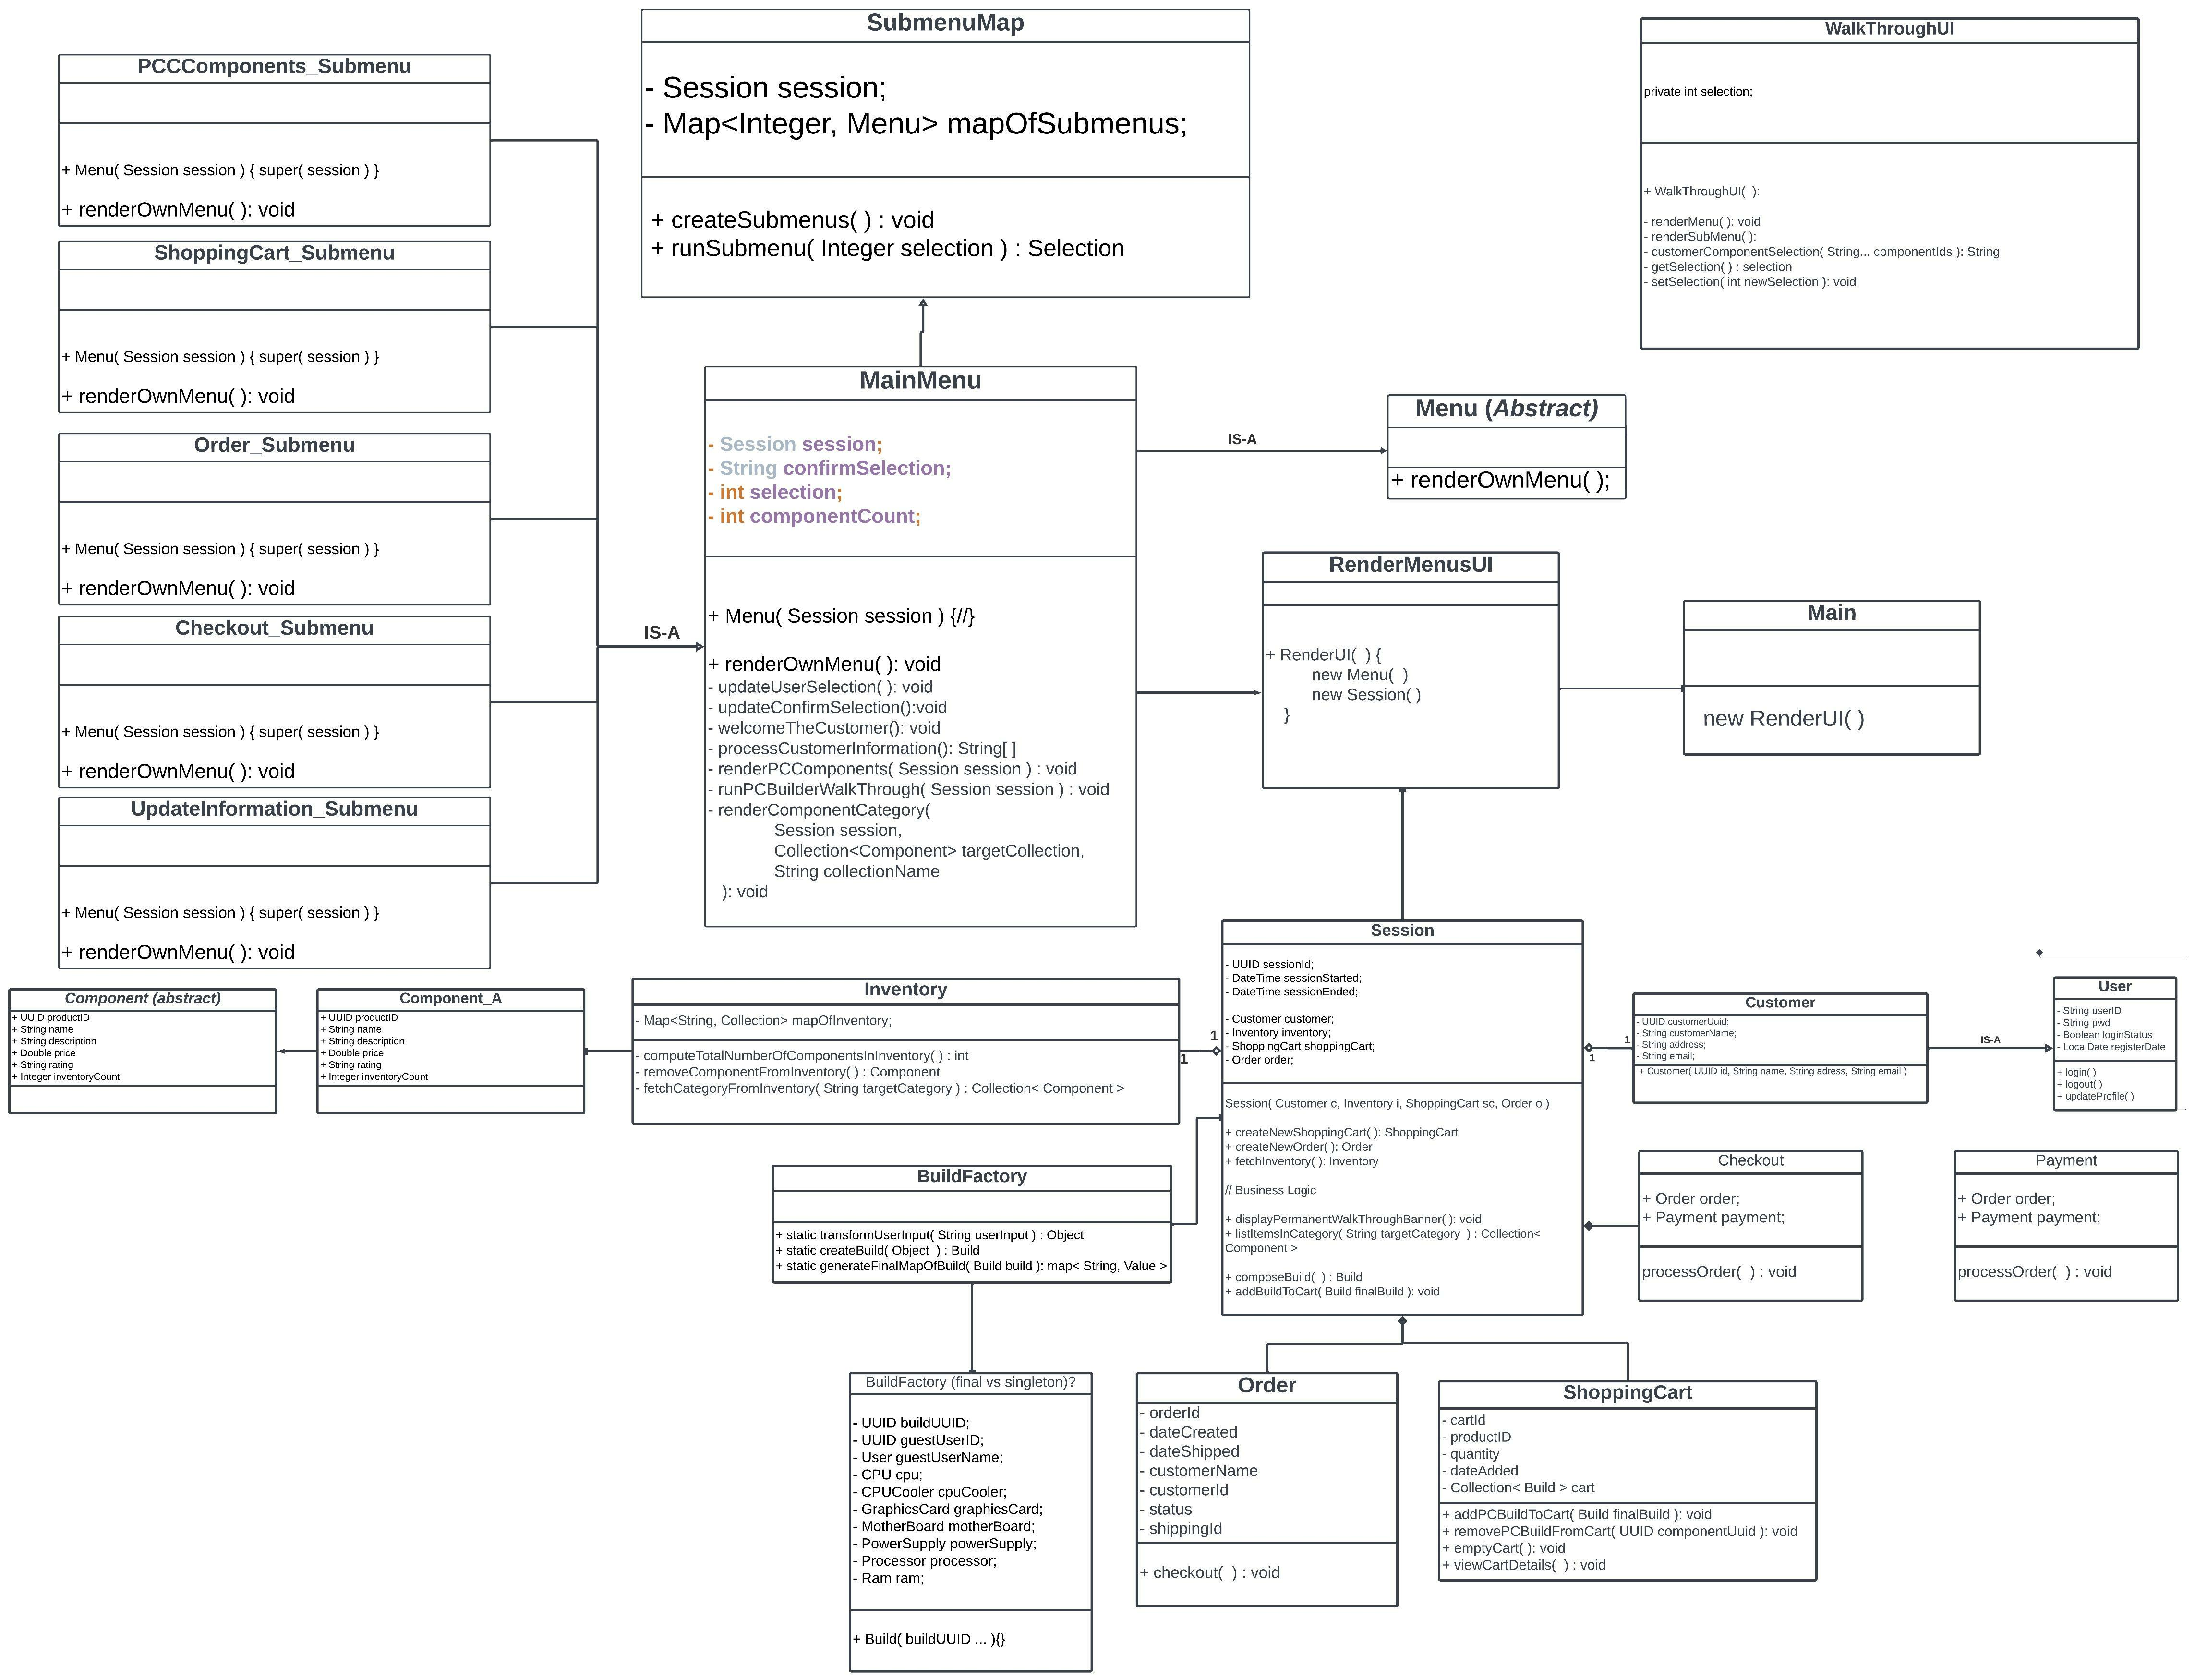 SubmenuMap
- Session session;
- Map<Integer, Menu> mapOfSubmenus;
+ createSubmenus( ) : void
+ runSubmenu( Integer selection ) : Selection
WalkThroughUI
private int selection;
+ WalkThroughUI(  ):
- renderMenu( ): void
- renderSubMenu( ):
- customerComponentSelection( String... componentIds ): String
- getSelection( ) : selection
- setSelection( int newSelection ): void
PCCComponents_Submenu
+ Menu( Session session ) { super( session ) }
+ renderOwnMenu( ): void
ShoppingCart_Submenu
+ Menu( Session session ) { super( session ) }
+ renderOwnMenu( ): void
Order_Submenu
+ Menu( Session session ) { super( session ) }
+ renderOwnMenu( ): void
Checkout_Submenu
+ Menu( Session session ) { super( session ) }
+ renderOwnMenu( ): void
UpdateInformation_Submenu
+ Menu( Session session ) { super( session ) }
+ renderOwnMenu( ): void
IS-A
MainMenu
- Session session;
- String confirmSelection;
- int selection;
- int componentCount;
+ Menu( Session session ) {//}
+ renderOwnMenu( ): void
- updateUserSelection( ): void
- updateConfirmSelection():void
- welcomeTheCustomer(): void
- processCustomerInformation(): String[ ]
- renderPCComponents( Session session ) : void
- runPCBuilderWalkThrough( Session session ) : void
- renderComponentCategory(
Session session,
Collection<Component> targetCollection,
String collectionName
): void
IS-A
Menu (Abstract)
+ renderOwnMenu( );
RenderMenusUI
+ RenderUI(  ) {
new Menu(  )
new Session( )
}
Main
new RenderUI( )
Component (abstract)
+ UUID productID
+ String name
+ String description
+ Double price
+ String rating
+ Integer inventoryCount
Component_A
+ UUID productID
+ String name
+ String description
+ Double price
+ String rating
+ Integer inventoryCount
Inventory
- Map<String, Collection> mapOfInventory;
- computeTotalNumberOfComponentsInInventory( ) : int
- removeComponentFromInventory( ) : Component
- fetchCategoryFromInventory( String targetCategory ) : Collection< Component >
1
1
Session
- UUID sessionId;
- DateTime sessionStarted;
- DateTime sessionEnded;
- Customer customer;
- Inventory inventory;
- ShoppingCart shoppingCart;
- Order order;
Session( Customer c, Inventory i, ShoppingCart sc, Order o )
+ createNewShoppingCart( ): ShoppingCart
+ createNewOrder( ): Order
+ fetchInventory( ): Inventory
// Business Logic
+ displayPermanentWalkThroughBanner( ): void
+ listItemsInCategory( String targetCategory  ) : Collection<
Component >
+ composeBuild(  ) : Build
+ addBuildToCart( Build finalBuild ): void
1
1
Customer
- UUID customerUuid;
- String customerName;
- String address;
- String email;
+ Customer( UUID id, String name, String adress, String email )
IS-A
User
- String userID
- String pwd
- Boolean loginStatus
- LocalDate registerDate
+ login( )
+ logout( )
+ updateProfile( )
BuildFactory
+ static transformUserInput( String userInput ) : Object
+ static createBuild( Object  ) : Build
+ static generateFinalMapOfBuild( Build build ): map< String, Value >
Checkout
+ Order order;
+ Payment payment;
processOrder(  ) : void
Payment
+ Order order;
+ Payment payment;
processOrder(  ) : void
BuildFactory (final vs singleton)?
- UUID buildUUID;
- UUID guestUserID;
- User guestUserName;
- CPU cpu;
- CPUCooler cpuCooler;
- GraphicsCard graphicsCard;
- MotherBoard motherBoard;
- PowerSupply powerSupply;
- Processor processor;
- Ram ram;
+ Build( buildUUID ... ){}
Order
- orderId
- dateCreated
- dateShipped
- customerName
- customerId
- status
- shippingId
+ checkout(  ) : void
ShoppingCart
- cartId
- productID
- quantity
- dateAdded
- Collection< Build > cart
+ addPCBuildToCart( Build finalBuild ): void
+ removePCBuildFromCart( UUID componentUuid ): void
+ emptyCart( ): void
+ viewCartDetails(  ) : void